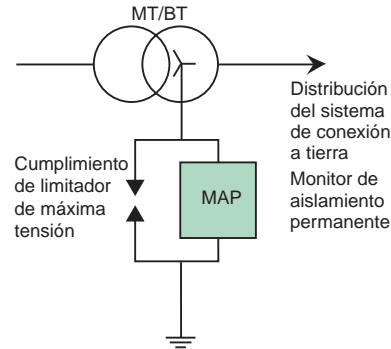 MT/BT
Distribución
del sistema
de conexión
a tierra
Monitor de
aislamiento
permanente
Cumplimiento
de limitador
de máxima
tensión
MAP